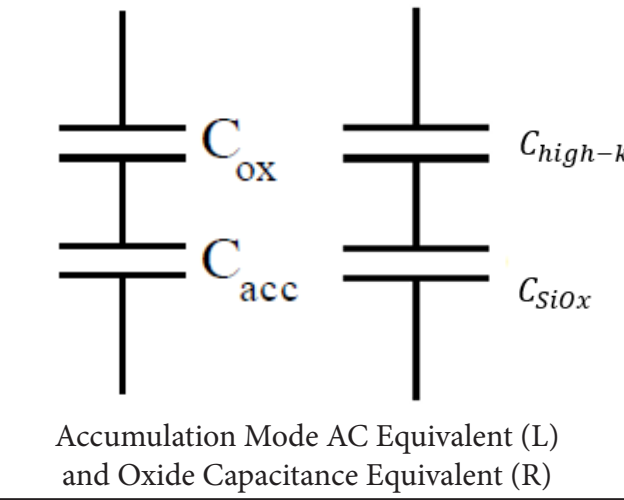 C_ox
C_high-k
C_acc
C_SiOx
Accumulation Mode AC Equivalent (L)
and Oxide Capacitance Equivalent (R)